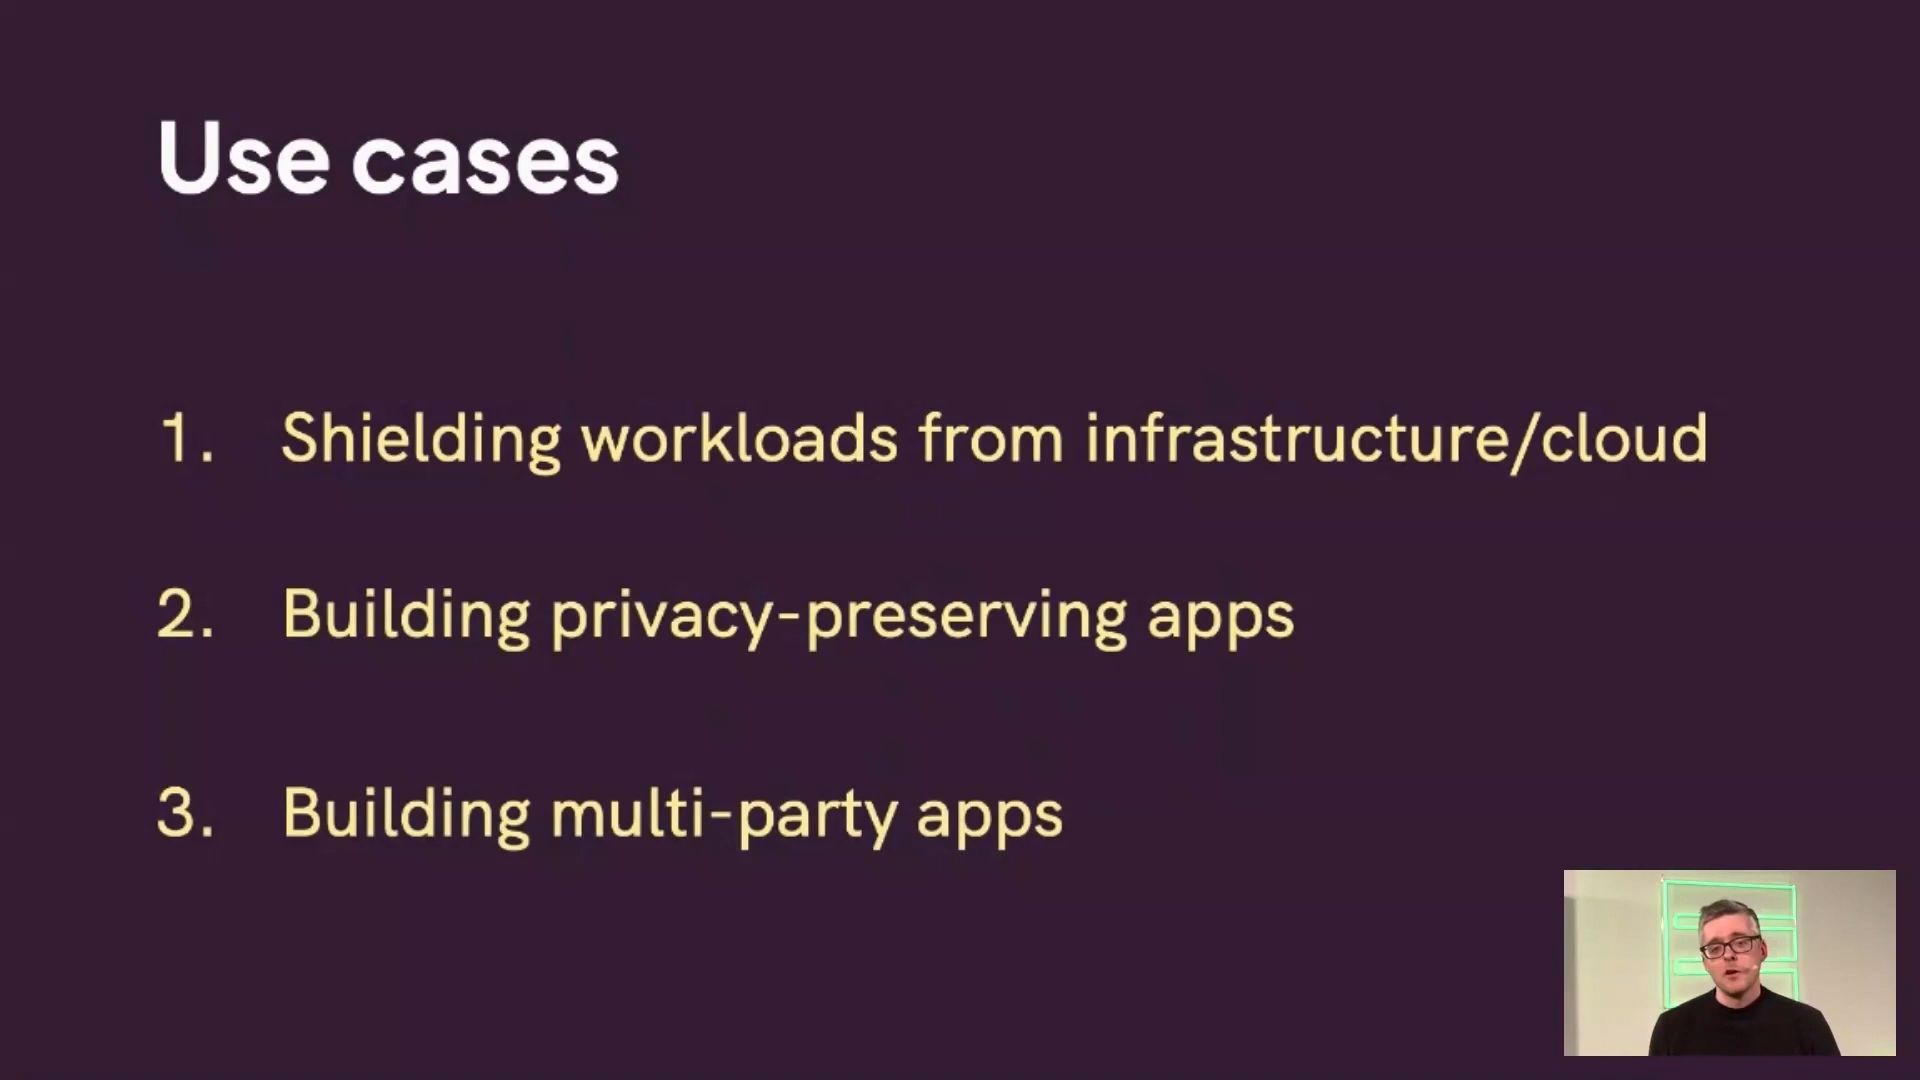 Use cases
1. Shielding workloads from infrastructure/cloud
2. Building privacy-preserving apps
3. Building multi-party apps